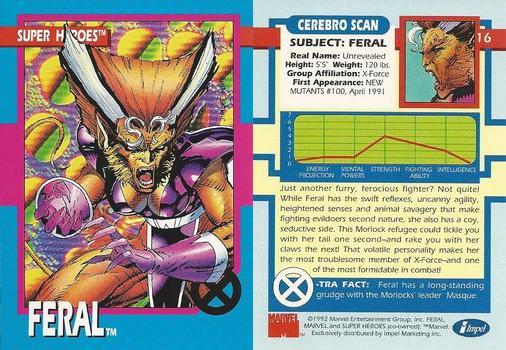 SUPER HEROES™
FERAL™
CEREBRO SCAN
16
SUBJECT: FERAL
Real Name: Unrevealed
Height: 5'5" Weight: 120 lbs.
Group Affiliation: X-Force
First Appearance: NEW
MUTANTS #100, April 1991
7
6
5
4
3
2
1
0
ENERGY PROJECTION
MENTAL POWERS
STRENGTH
FIGHTING ABILITY
INTELLIGENCE
Just another furry, ferocious fighter? Not quite!
While Feral has the swift reflexes, uncanny agility,
heightened senses and animal savagery that make
fighting evildoers second nature, she also has a coy,
seductive side. This Morlock refugee could tickle you
with her tail one second–and rake you with her
claws the next! That volatile personality makes her
the most troublesome member of X-Force–and one
of the most formidable in combat!
X
-TRA FACT: Feral has a long-standing
grudge with the Morlocks' leader Masque.
MARVEL
©1992 Marvel Entertainment Group, Inc. FERAL,
MARVEL and SUPER HEROES (co-owned): ™Marvel.
Exclusively distributed by Impel Marketing Inc.
Impel